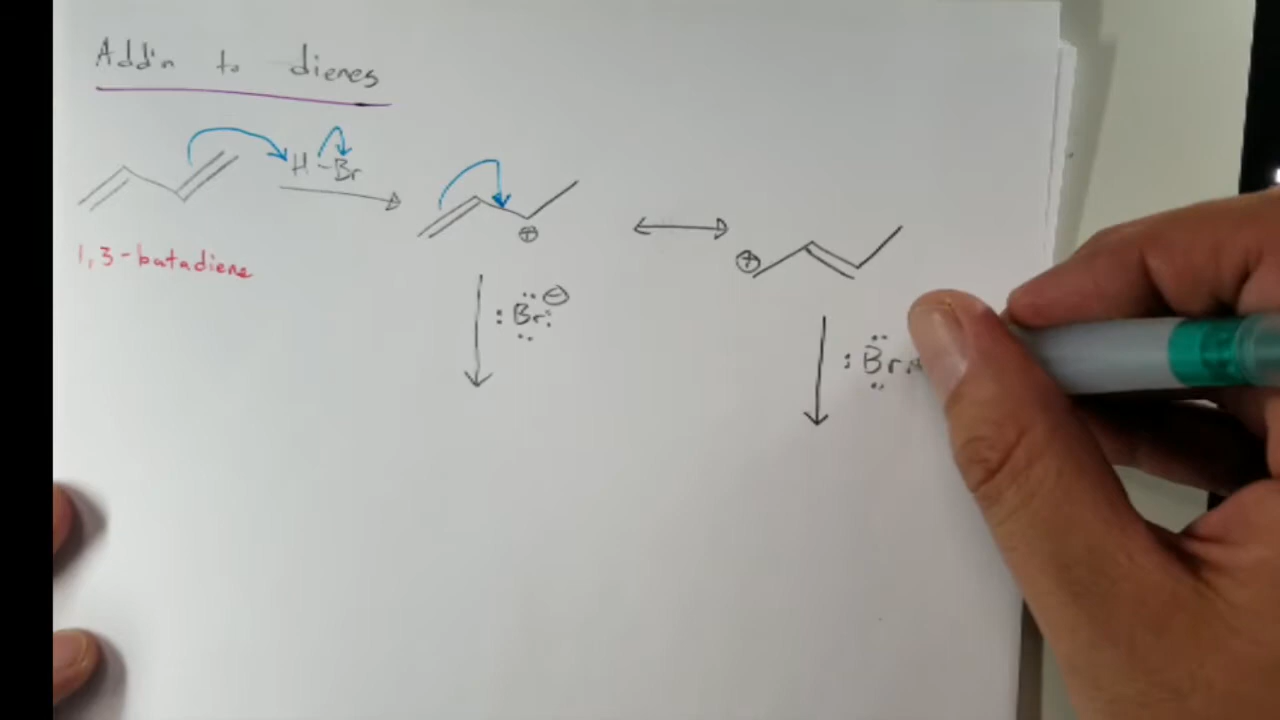 Add'n to dienes
H-Br
1,3-butadiene
⊕
⊕
:Br: ⊖
:Br: